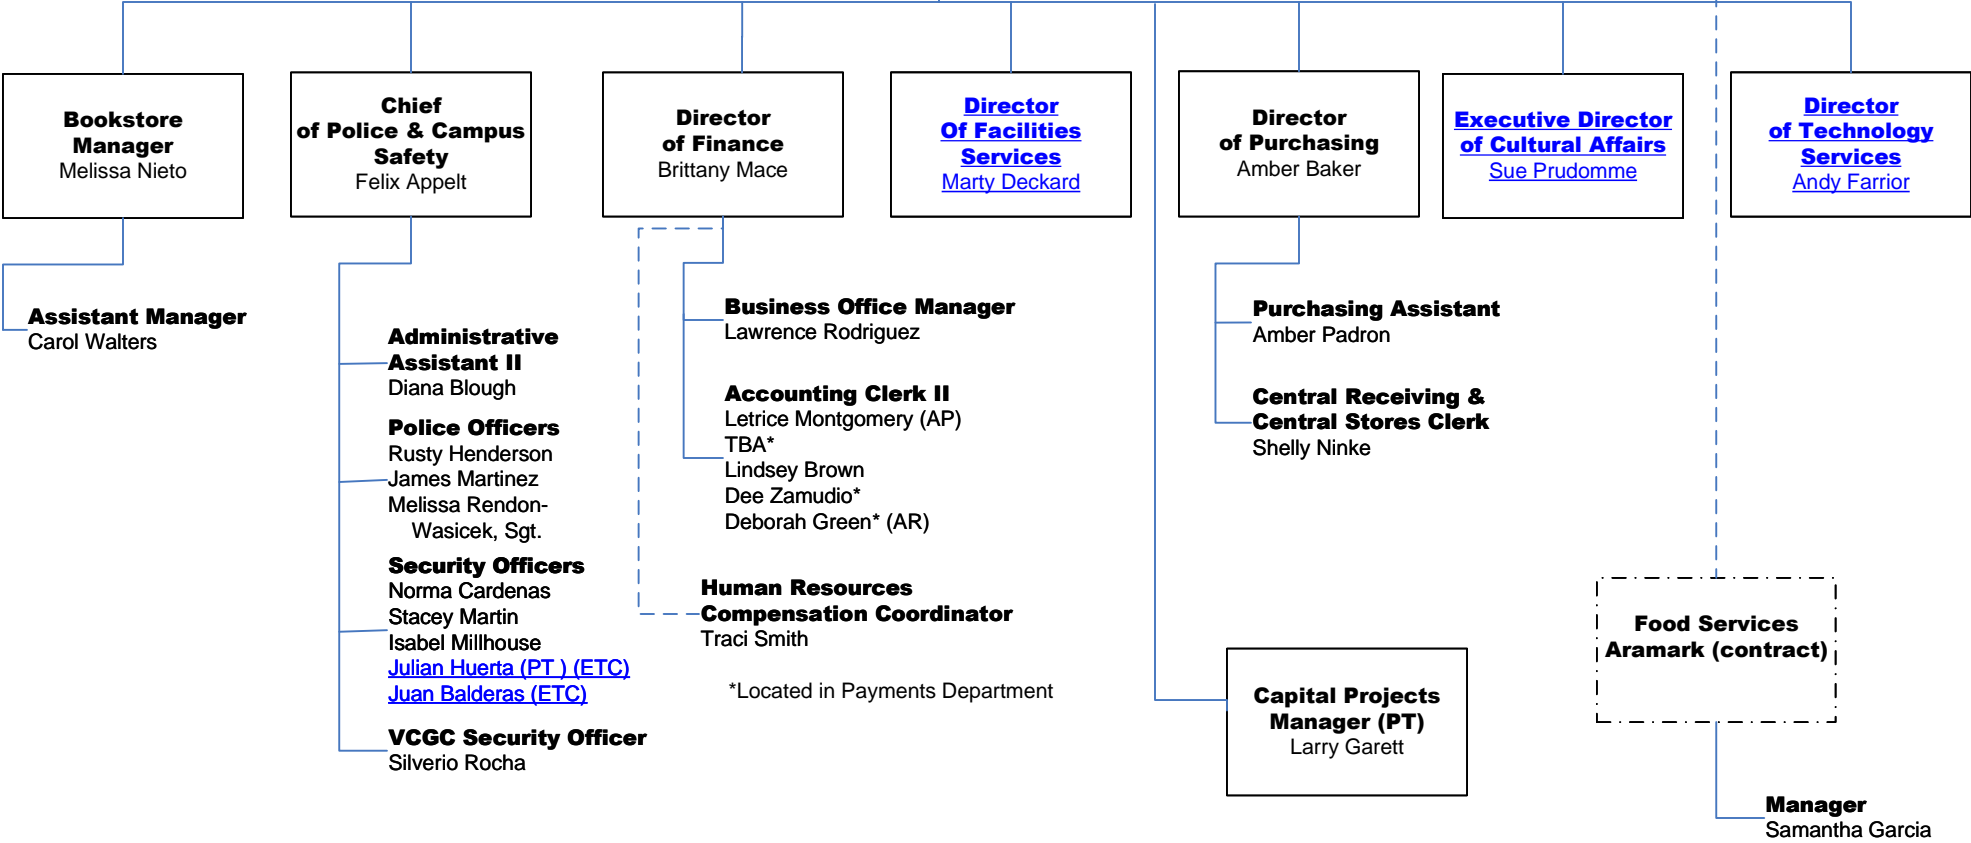 Bookstore
Manager
Melissa Nieto
Chief
of Police & Campus
Safety
Felix Appelt
Director
of Finance
Brittany Mace
Director
Of Facilities
Services
Marty Deckard
Director
of Purchasing
Amber Baker
Executive Director
of Cultural Affairs
Sue Prudomme
Director
of Technology
Services
Andy Farrior
Assistant Manager
Carol Walters
Administrative
Assistant II
Diana Blough
Police Officers
Rusty Henderson
James Martinez
Melissa Rendon-
Wasicek, Sgt.
Security Officers
Norma Cardenas
Stacey Martin
Isabel Millhouse
Julian Huerta (PT ) (ETC)
Juan Balderas (ETC)
VCGC Security Officer
Silverio Rocha
Business Office Manager
Lawrence Rodriguez
Accounting Clerk II
Letrice Montgomery (AP)
TBA*
Lindsey Brown
Dee Zamudio*
Deborah Green* (AR)
Human Resources
Compensation Coordinator
Traci Smith
*Located in Payments Department
Purchasing Assistant
Amber Padron
Central Receiving &
Central Stores Clerk
Shelly Ninke
Capital Projects
Manager (PT)
Larry Garett
Food Services
Aramark (contract)
Manager
Samantha Garcia